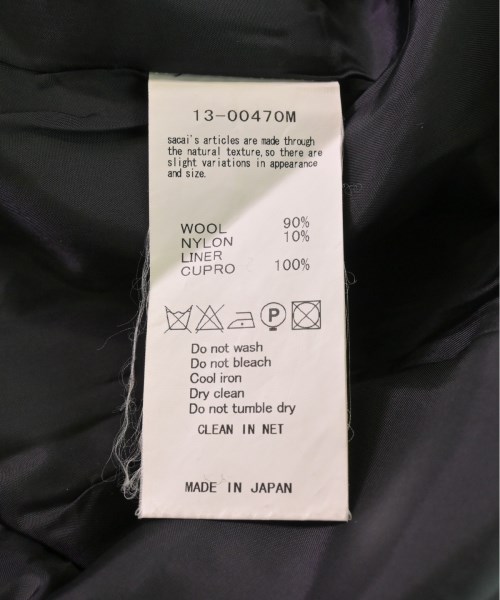 13-00470M
sacai's articles are made through
the natural texture,so there are
slight variations in appearance
and size.
WOOL 90%
NYLON 10%
LINER
CUPRO 100%
P
Do not wash
Do not bleach
Cool iron
Dry clean
Do not tumble dry
CLEAN IN NET
MADE IN JAPAN